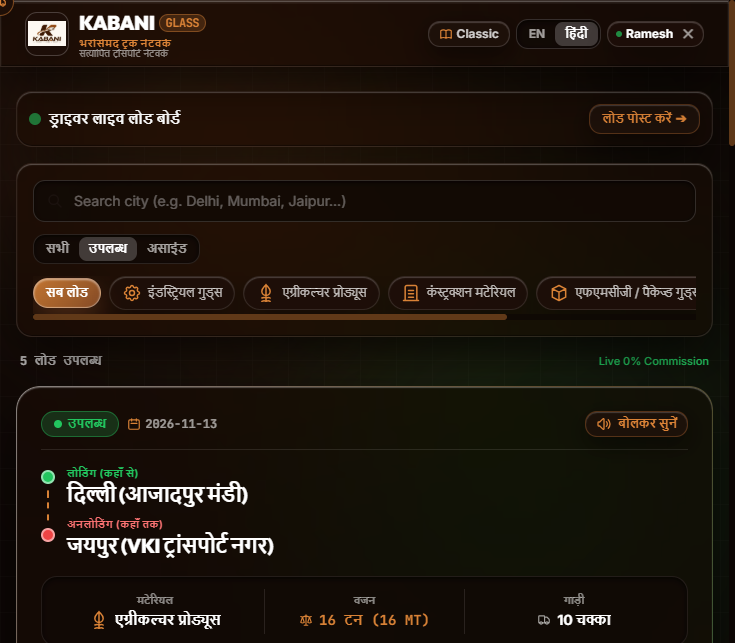 KABANI
KABANI GLASS
भरोसेमंद ट्रक नेटवर्क
सत्यापित ट्रांसपोर्ट नेटवर्क
Classic
EN हिंदी
Ramesh
ड्राइवर लाइव लोड बोर्ड
लोड पोस्ट करें ➔
Search city (e.g. Delhi, Mumbai, Jaipur...)
सभी उपलब्ध असाइंड
सब लोड इंडस्ट्रियल गुड्स एग्रीकल्चर प्रोड्यूस कंस्ट्रक्शन मटेरियल एफएमसीजी / पैकेज्ड गुड्स
5 लोड उपलब्ध
Live 0% Commission
उपलब्ध 2026-11-13
बोलकर सुनें
लोडिंग (कहाँ से)
दिल्ली (आजादपुर मंडी)
अनलोडिंग (कहाँ तक)
जयपुर (VKI ट्रांसपोर्ट नगर)
मटेरियल वजन गाड़ी
एग्रीकल्चर प्रोड्यूस 16 टन (16 MT) 10 चक्का